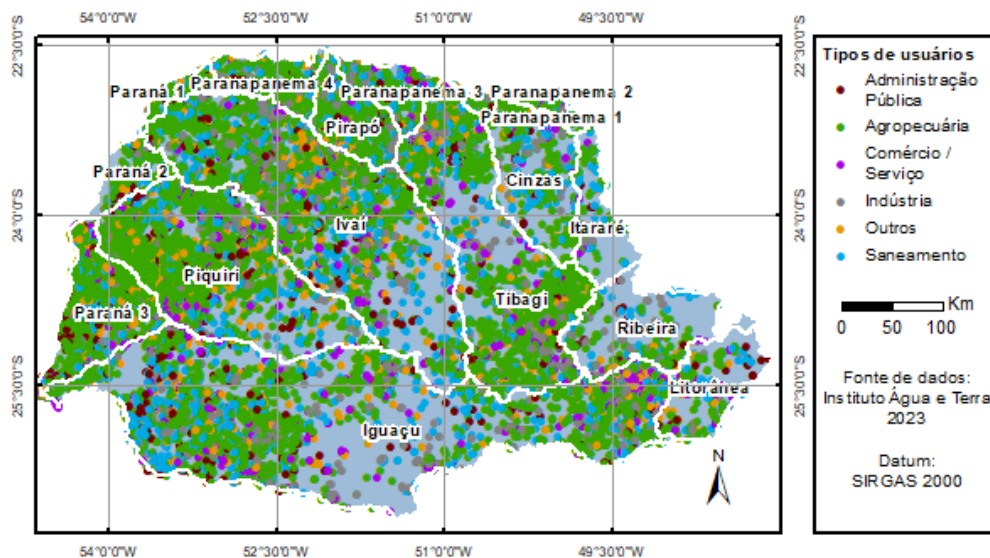 54°0'0"W 52°30'0"W 51°0'0"W 49°30'0"W
22°30'0"S
24°0'0"S
25°30'0"S
22°30'0"S
24°0'0"S
25°30'0"S
Paraná 1
Paranapanema 4
Paranapanema 3
Paranapanema 2
Paranapanema 1
Pirapó
Paraná 2
Cinzas
Ivaí
Itararé
Piquiri
Tibagi
Paraná 3
Ribeira
Litorânea
Iguaçu
N
54°0'0"W 52°30'0"W 51°0'0"W 49°30'0"W
Tipos de usuários
Administração
Pública
Agropecuária
Comércio /
Serviço
Indústria
Outros
Saneamento
Km
0 50 100
Fonte de dados:
Instituto Água e Terra
2023
Datum:
SIRGAS 2000